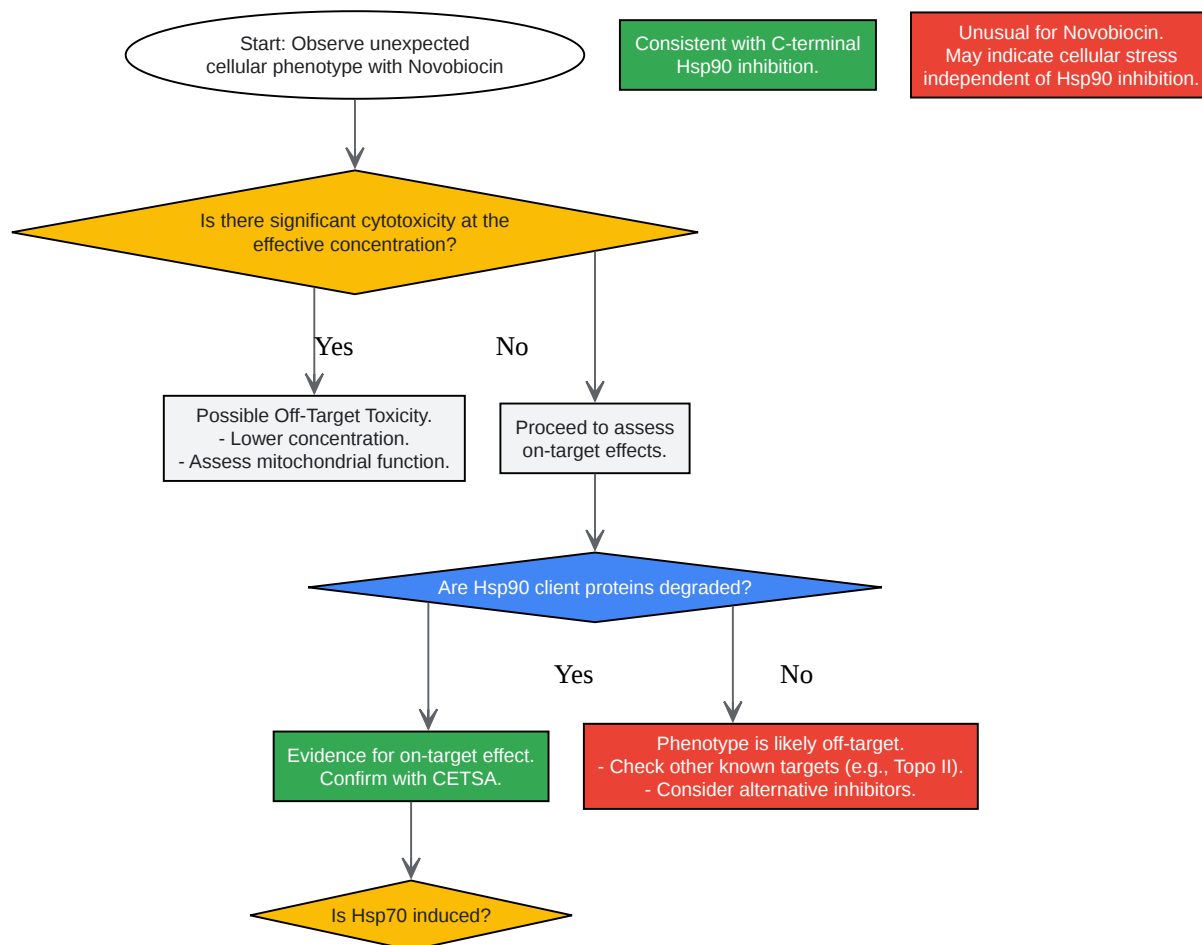 Start: Observe unexpected
cellular phenotype with Novobiocin
Consistent with C-terminal
Hsp90 inhibition.
Unusual for Novobiocin.
May indicate cellular stress
independent of Hsp90 inhibition.
Is there significant cytotoxicity at the
effective concentration?
Yes
No
Possible Off-Target Toxicity.
- Lower concentration.
- Assess mitochondrial function.
Proceed to assess
on-target effects.
Are Hsp90 client proteins degraded?
Yes
No
Evidence for on-target effect.
Confirm with CETSA.
Phenotype is likely off-target.
- Check other known targets (e.g., Topo II).
- Consider alternative inhibitors.
Is Hsp70 induced?